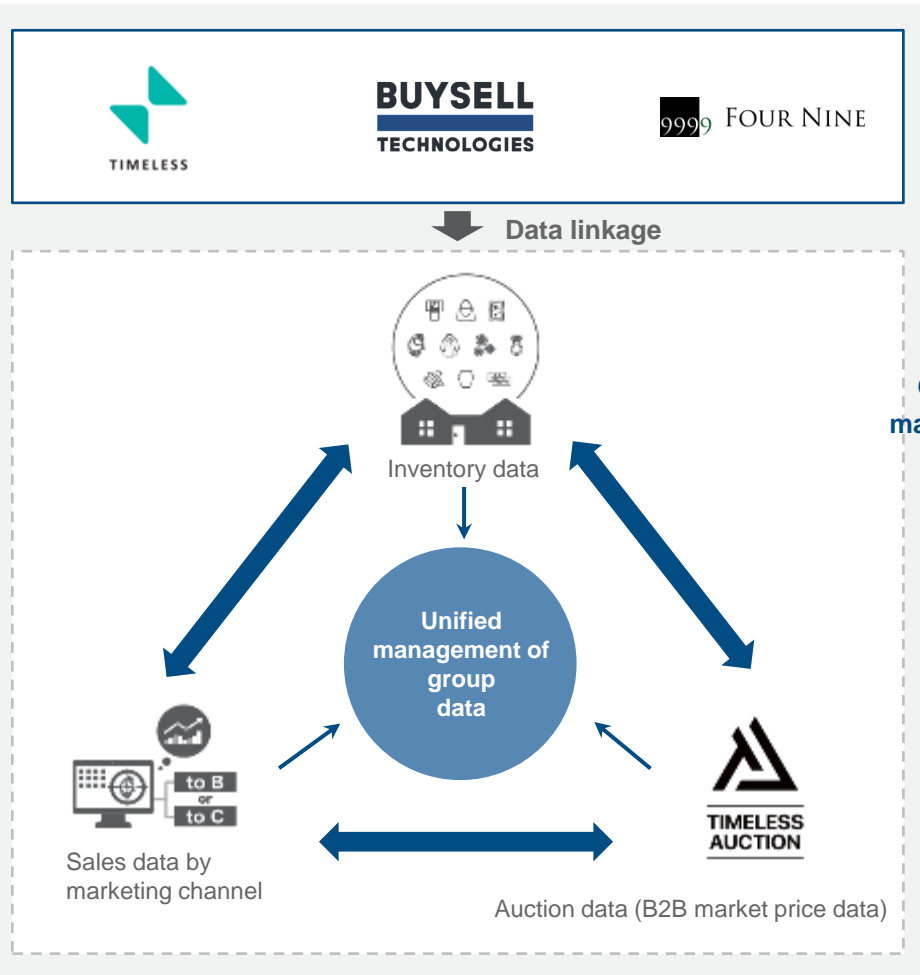 TIMELESS
BUYSELL
TECHNOLOGIES
9999 FOUR NINE
Data linkage
Inventory data
Unified
management of
group
data
to B
or
to C
Sales data by
marketing channel
TIMELESS
AUCTION
Auction data (B2B market price data)